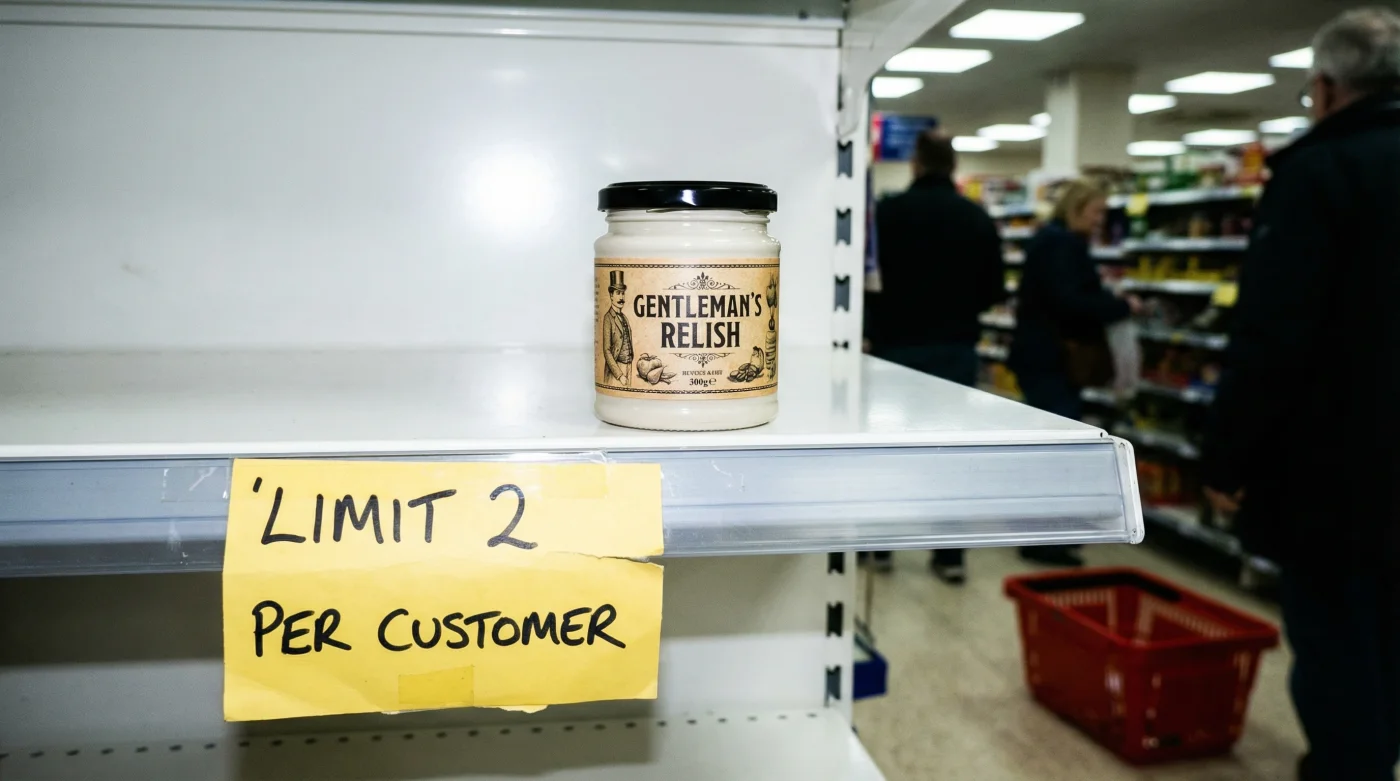 GENTLEMAN'S
RELISH
300g℮
'LIMIT 2
PER CUSTOMER